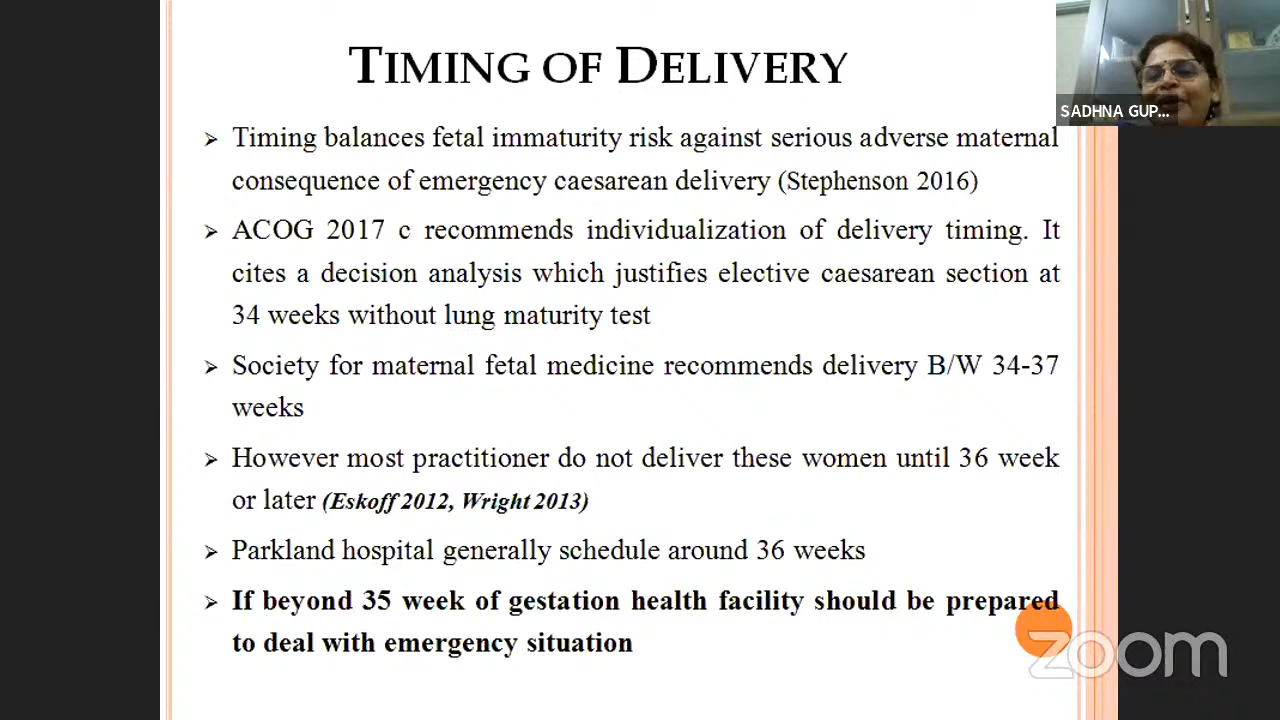 TIMING OF DELIVERY
SADHNA GUP...
➢ Timing balances fetal immaturity risk against serious adverse maternal
consequence of emergency caesarean delivery (Stephenson 2016)
➢ ACOG 2017 c recommends individualization of delivery timing. It
cites a decision analysis which justifies elective caesarean section at
34 weeks without lung maturity test
➢ Society for maternal fetal medicine recommends delivery B/W 34-37
weeks
➢ However most practitioner do not deliver these women until 36 week
or later (Eskoff 2012, Wright 2013)
➢ Parkland hospital generally schedule around 36 weeks
➢ If beyond 35 week of gestation health facility should be prepared
to deal with emergency situation
zoom